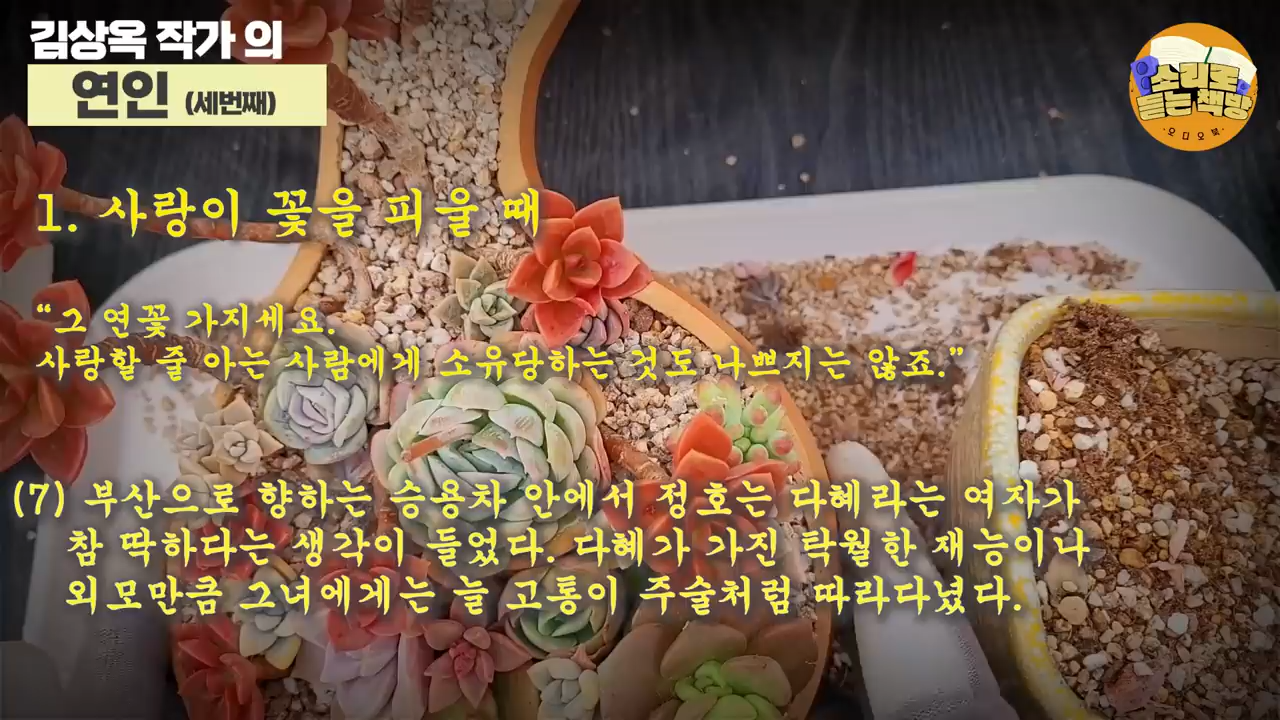 김상옥 작가 의
연인 (세번째)
소리로
듣는 책방
·오디오북·
1. 사랑이 꽃을 피울 때
“그 연꽃 가지세요.
사랑할 줄 아는 사람에게 소유당하는 것도 나쁘지는 않죠.”
(7) 부산으로 향하는 승용차 안에서 정호는 다혜라는 여자가
참 딱하다는 생각이 들었다. 다혜가 가진 탁월한 재능이나
외모만큼 그녀에게는 늘 고통이 주술처럼 따라다녔다.